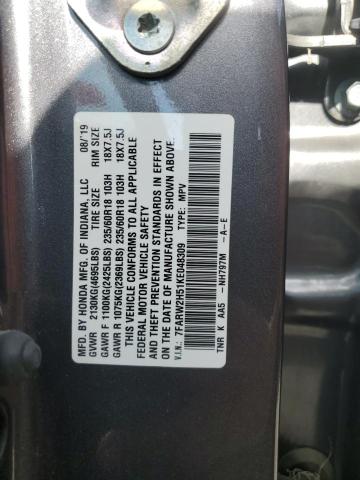 MFD. BY HONDA MFG. OF INDIANA, LLC 08/'19
GVWR 2130KG(4695LBS) TIRE SIZE RIM SIZE
GAWR F 1100KG(2425LBS) 235/60R18 103H 18X7.5J
GAWR R 1075KG(2369LBS) 235/60R18 103H 18X7.5J
THIS VEHICLE CONFORMS TO ALL APPLICABLE
FEDERAL MOTOR VEHICLE SAFETY
AND THEFT PREVENTION STANDARDS IN EFFECT
ON THE DATE OF MANUFACTURE SHOWN ABOVE.
V.I.N.: 7FARW2H51KE048309 TYPE: MPV
TNR K AA5 -NH797M -A-E